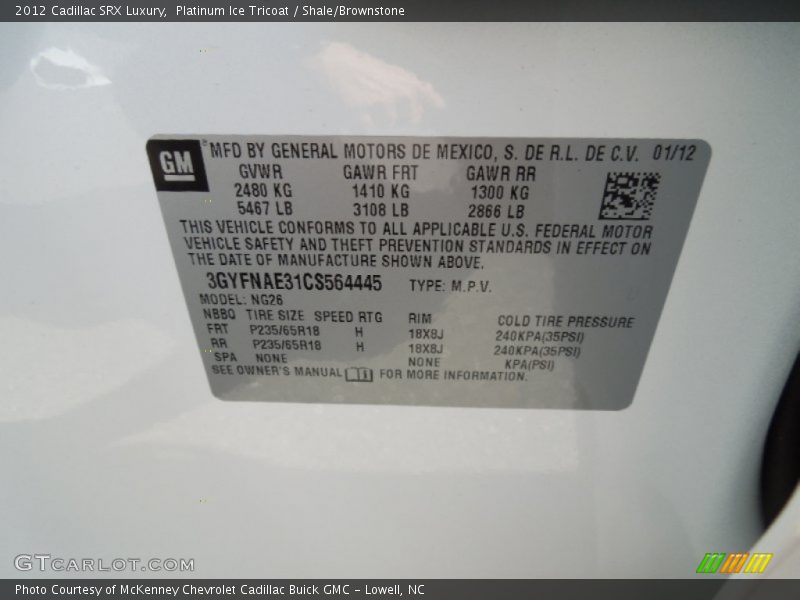 2012 Cadillac SRX Luxury, Platinum Ice Tricoat / Shale/Brownstone
GM ® MFD BY GENERAL MOTORS DE MEXICO, S. DE R.L. DE C.V. 01/12
GVWR GAWR FRT GAWR RR
2480 KG 1410 KG 1300 KG
5467 LB 3108 LB 2866 LB
THIS VEHICLE CONFORMS TO ALL APPLICABLE U.S. FEDERAL MOTOR
VEHICLE SAFETY AND THEFT PREVENTION STANDARDS IN EFFECT ON
THE DATE OF MANUFACTURE SHOWN ABOVE.
3GYFNAE31CS564445 TYPE: M.P.V.
MODEL: NG26
NBBQ TIRE SIZE SPEED RTG RIM COLD TIRE PRESSURE
FRT P235/65R18 H 18X8J 240KPA(35PSI)
RR P235/65R18 H 18X8J 240KPA(35PSI)
SPA NONE NONE KPA(PSI)
SEE OWNER'S MANUAL FOR MORE INFORMATION.
GTCARLOT.COM
Photo Courtesy of McKenney Chevrolet Cadillac Buick GMC - Lowell, NC